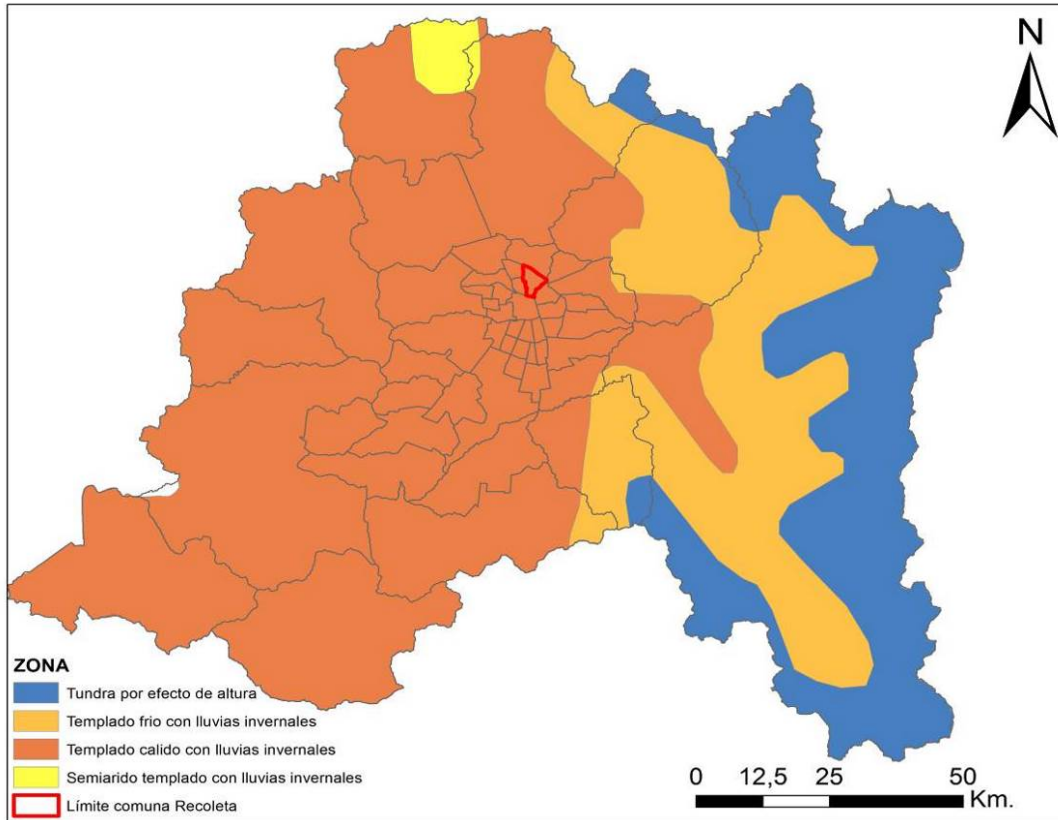 N
ZONA
Tundra por efecto de altura
Templado frio con lluvias invernales
Templado calido con lluvias invernales
Semiarido templado con lluvias invernales
Límite comuna Recoleta
0 12,5 25 50
Km.